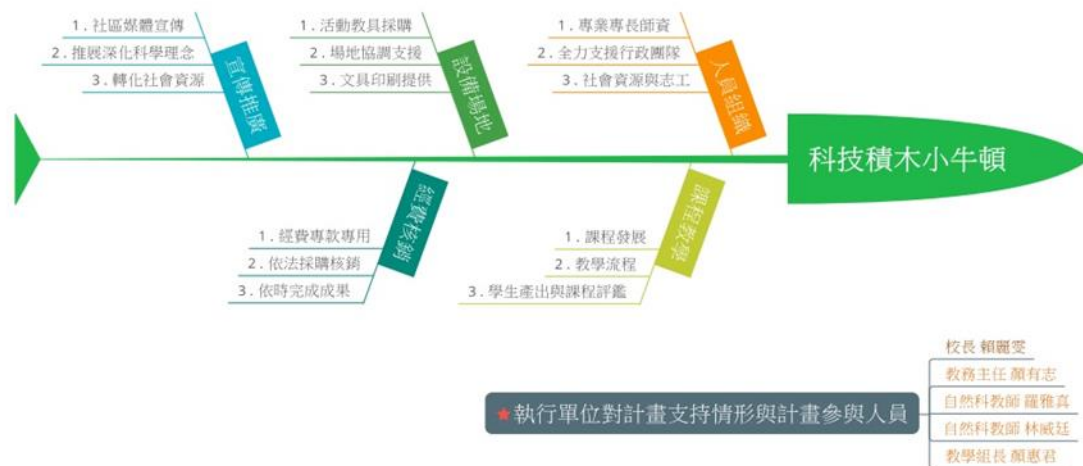 1 . 社區媒體宣傳
2 . 推展深化科學理念
3 . 轉化社會資源
宣傳推廣
1 . 活動教具採購
2 . 場地協調支援
3 . 文具印刷提供
設備場地
1 . 專業專長師資
2 . 全力支援行政團隊
3 . 社會資源與志工
人員組織
科技積木小牛頓
1 . 經費專款專用
2 . 依法採購核銷
3 . 依時完成成果
經費核銷
1 . 課程發展
2 . 教學流程
3 . 學生產出與課程評鑑
課程教學
執行單位對計畫支持情形與計畫參與人員
校長 賴麗雯
教務主任 顏有志
自然科教師 羅雅真
自然科教師 林威廷
教學組長 顏惠君